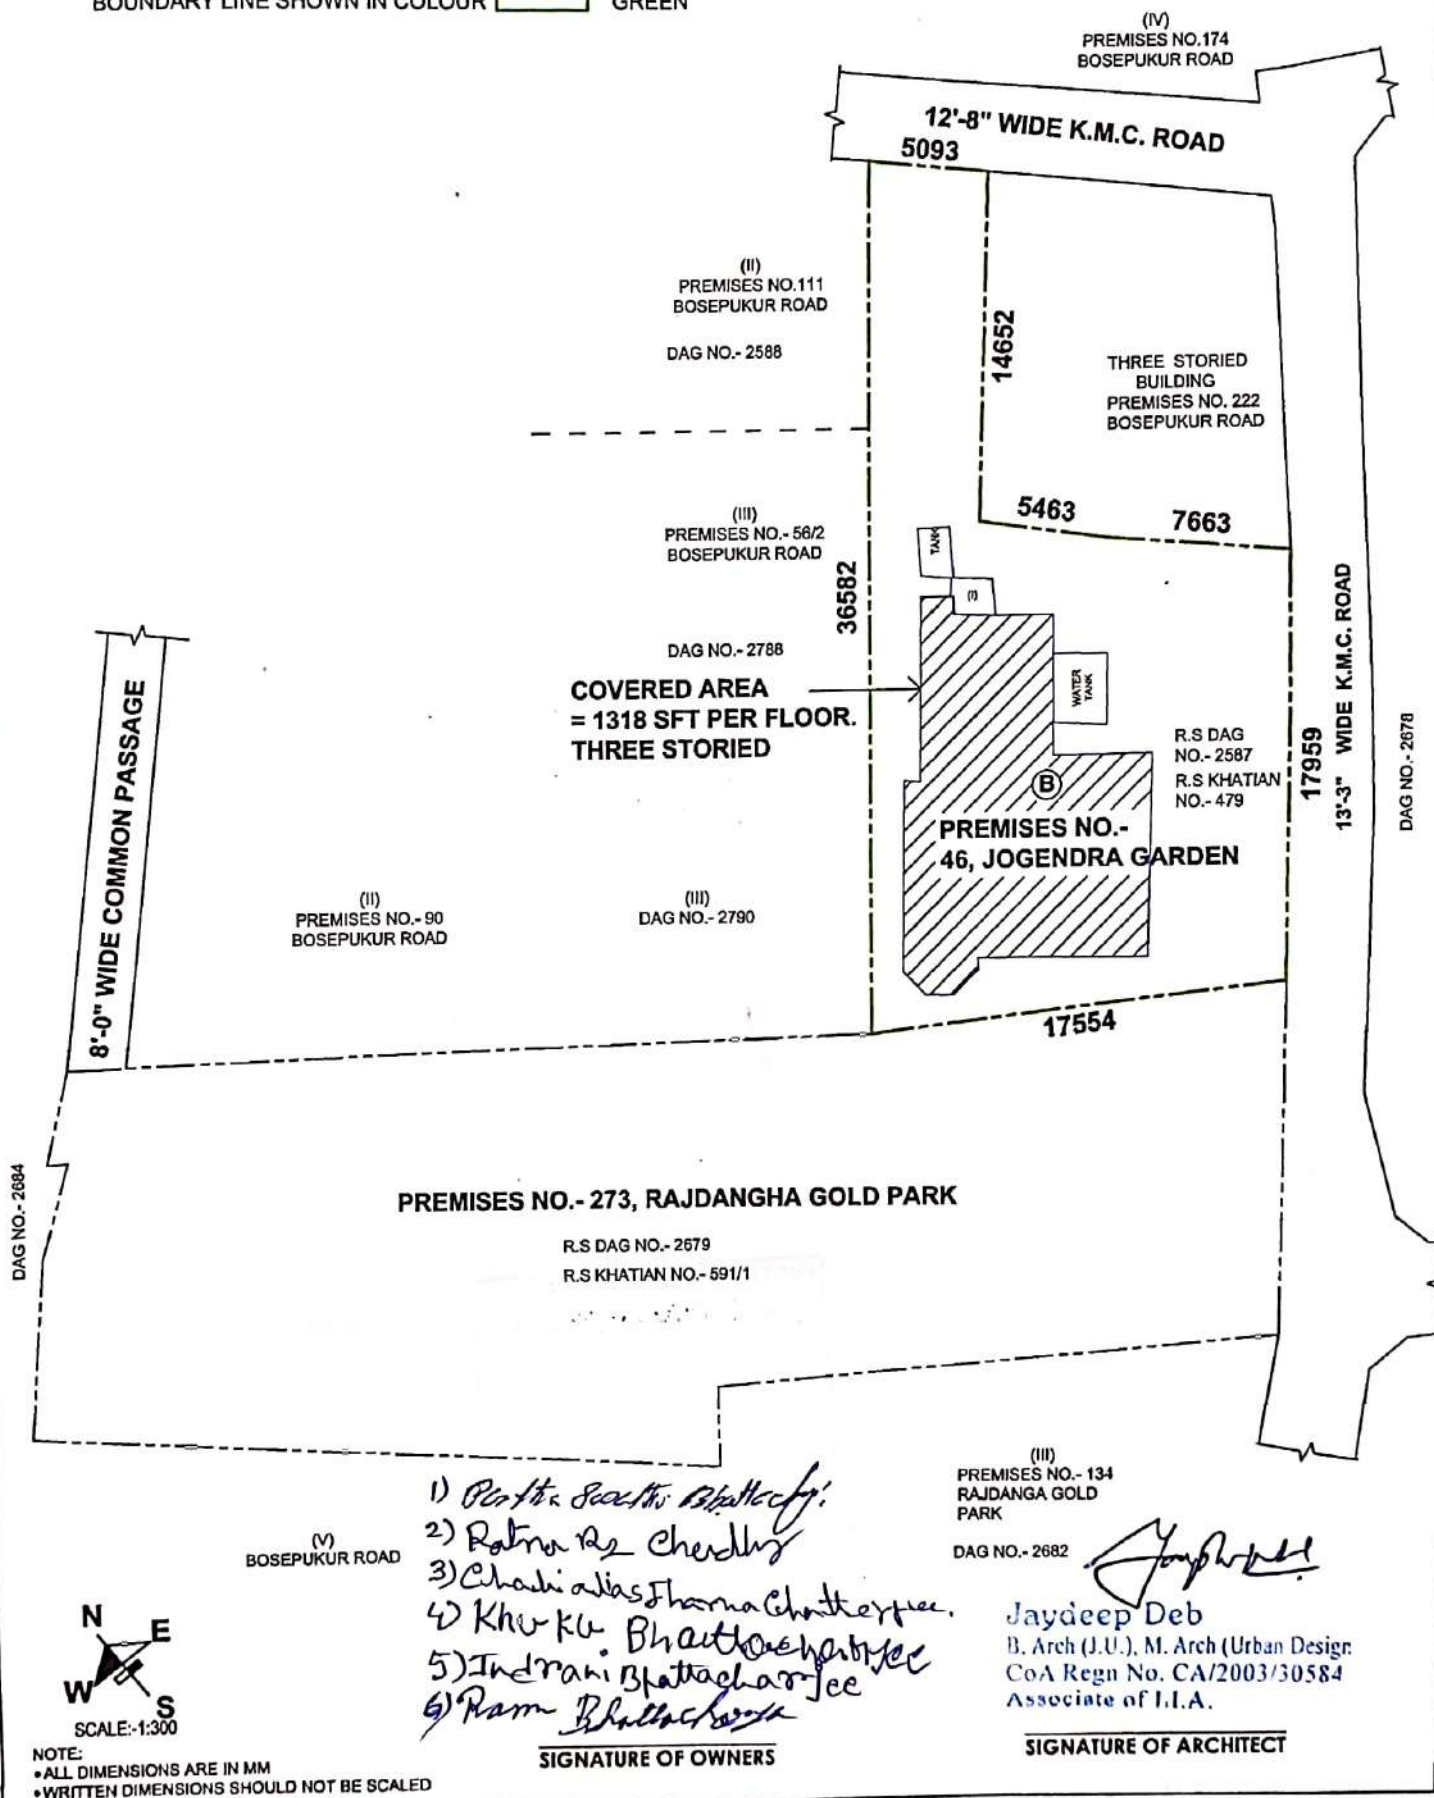 BOUNDARY LINE SHOWN IN COLOUR GREEN
(IV)
PREMISES NO.174
BOSEPUKUR ROAD
12'-8" WIDE K.M.C. ROAD
5093
(II)
PREMISES NO.111
BOSEPUKUR ROAD
DAG NO.- 2588
14652
THREE STORIED
BUILDING
PREMISES NO. 222
BOSEPUKUR ROAD
5463
7663
(III)
PREMISES NO.- 56/2
BOSEPUKUR ROAD
TANK
(I)
36582
DAG NO.- 2788
COVERED AREA
= 1318 SFT PER FLOOR.
THREE STORIED
WATER
TANK
R.S DAG
NO.- 2587
R.S KHATIAN
NO.- 479
17959
13'-3" WIDE K.M.C. ROAD
DAG NO.- 2678
B
PREMISES NO.-
46, JOGENDRA GARDEN
8'-0" WIDE COMMON PASSAGE
(II)
PREMISES NO.- 90
BOSEPUKUR ROAD
(III)
DAG NO.- 2790
17554
DAG NO.- 2684
PREMISES NO.- 273, RAJDANGHA GOLD PARK
R.S DAG NO.- 2679
R.S KHATIAN NO.- 591/1
(III)
PREMISES NO.- 134
RAJDANGA GOLD
PARK
DAG NO.- 2682
(V)
BOSEPUKUR ROAD
1)
2) Ratna
3) Chabi alias Jharna Chatterjee.
4) Khuku Bhattacharjee
5) Indrani Bhattacharjee
6) Ram Bhattacharya
SIGNATURE OF OWNERS
Jaydeep Deb
B. Arch (J.U.), M. Arch (Urban Design
CoA Regn No. CA/2003/30584
Associate of I.I.A.
SIGNATURE OF ARCHITECT
N
E
W
S
SCALE:-1:300
NOTE:
•ALL DIMENSIONS ARE IN MM
•WRITTEN DIMENSIONS SHOULD NOT BE SCALED